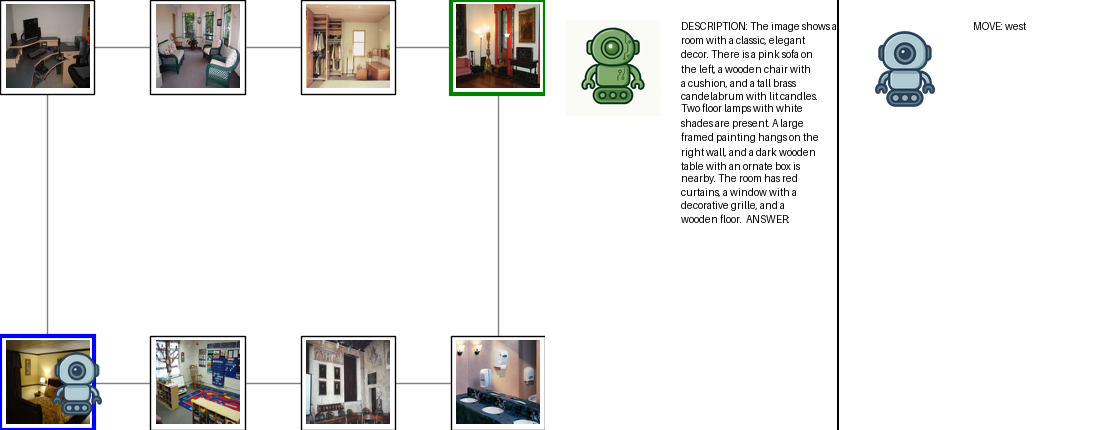 DESCRIPTION: The image shows a
room with a classic, elegant
decor. There is a pink sofa on
the left, a wooden chair with
a cushion, and a tall brass
candelabrum with lit candles.
Two floor lamps with white
shades are present. A large
framed painting hangs on the
right wall, and a dark wooden
table with an ornate box is
nearby. The room has red
curtains, a window with a
decorative grille, and a
wooden floor. ANSWER:
MOVE: west